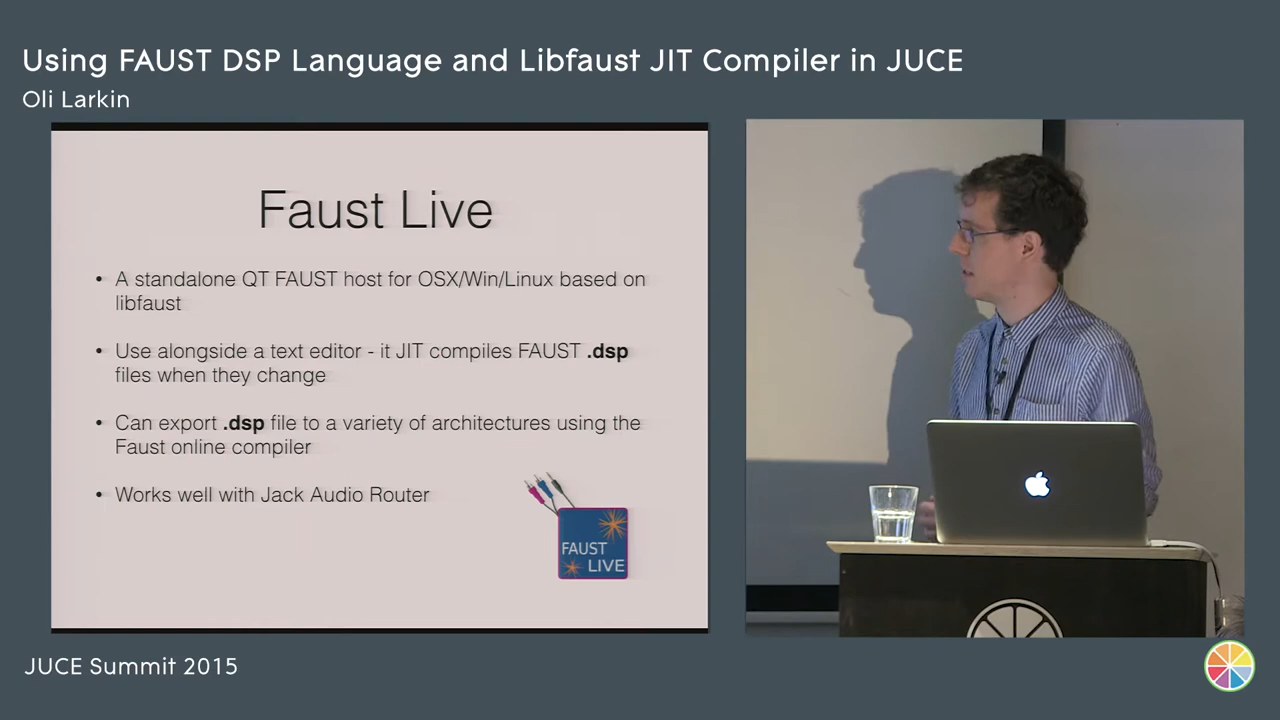 Using FAUST DSP Language and Libfaust JIT Compiler in JUCE
Oli Larkin
Faust Live
• A standalone QT FAUST host for OSX/Win/Linux based on
libfaust
• Use alongside a text editor - it JIT compiles FAUST .dsp
files when they change
• Can export .dsp file to a variety of architectures using the
Faust online compiler
• Works well with Jack Audio Router
FAUST
LIVE
JUCE Summit 2015